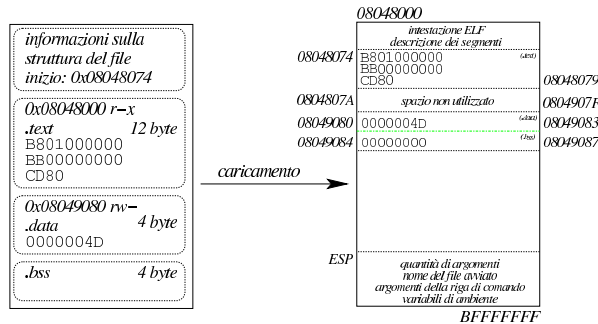 informazioni sulla
struttura del file
inizio: 0x08048074
0x08048000 r-x
.text 12 byte
B801000000
BB00000000
CD80
0x08049080 rw-
.data 4 byte
0000004D
.bss 4 byte
caricamento
08048000
intestazione ELF
descrizione dei segmenti
08048074 B801000000 (.text)
BB00000000
CD80 08048079
0804807A spazio non utilizzato 0804907F
08049080 0000004D (.data) 08049083
08049084 00000000 (.bss) 08049087
ESP
quantità di argomenti
nome del file avviato
argomenti della riga di comando
variabili di ambiente
BFFFFFFF